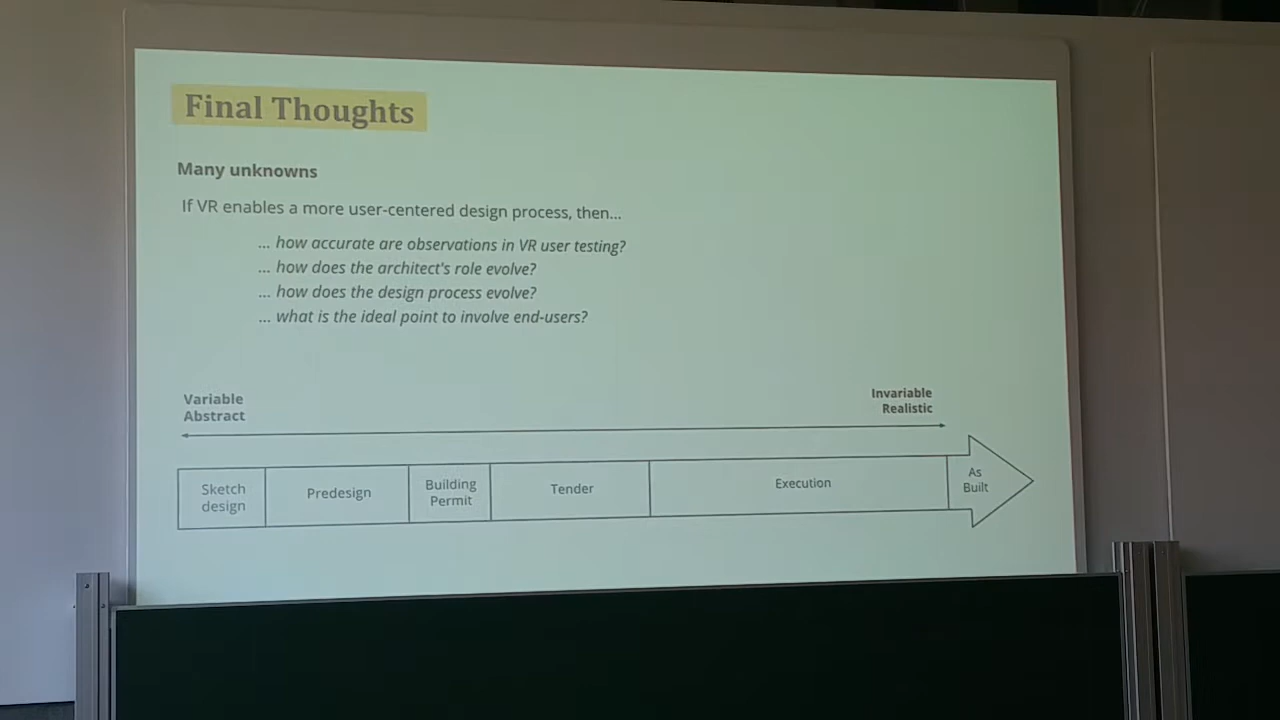 Final Thoughts
Many unknowns
If VR enables a more user-centered design process, then...
... how accurate are observations in VR user testing?
... how does the architect's role evolve?
... how does the design process evolve?
... what is the ideal point to involve end-users?
Variable
Abstract
Invariable
Realistic
Sketch
design
Predesign
Building
Permit
Tender
Execution
As
Built